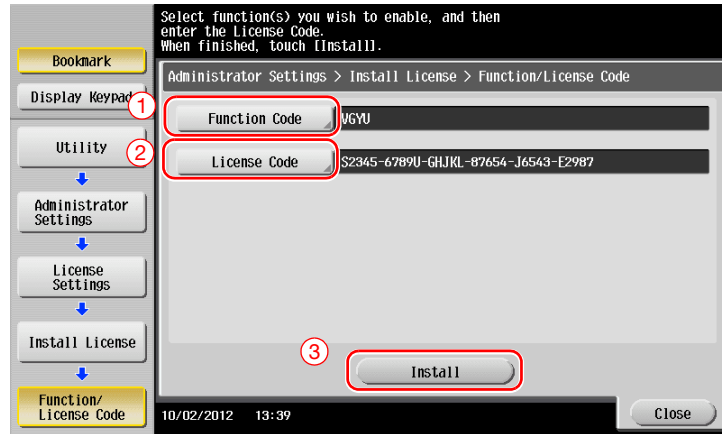 Select function(s) you wish to enable, and then
enter the License Code.
When finished, touch [Install].
Bookmark
Display Keypad
Administrator Settings > Install License > Function/License Code
1
Function Code
VGYU
2
License Code
S2345-6789U-GHJKL-87654-J6543-E2987
Utility
Administrator
Settings
License
Settings
Install License
Function/
License Code
3
Install
10/02/2012 13:39
Close